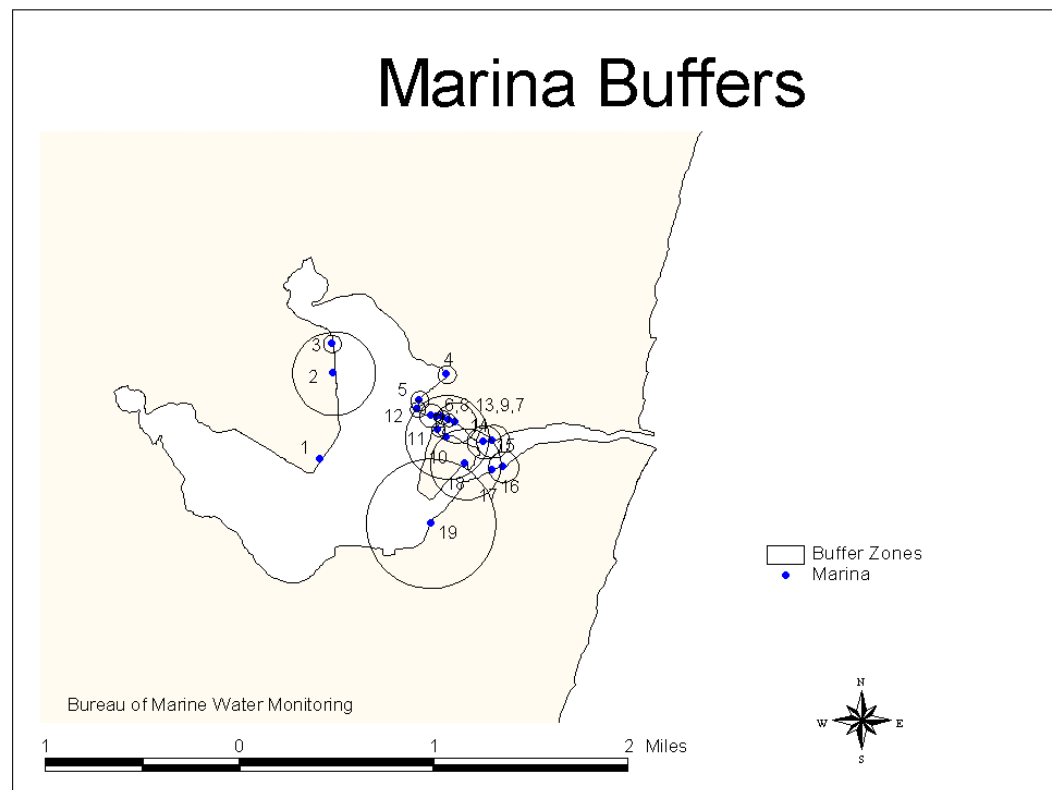 Marina Buffers
3
2
4
5
6,8,13,9,7
12
14
11
15
1
10
18
17
16
19
Buffer Zones
Marina
Bureau of Marine Water Monitoring
N
W E
S
1 0 1 2 Miles